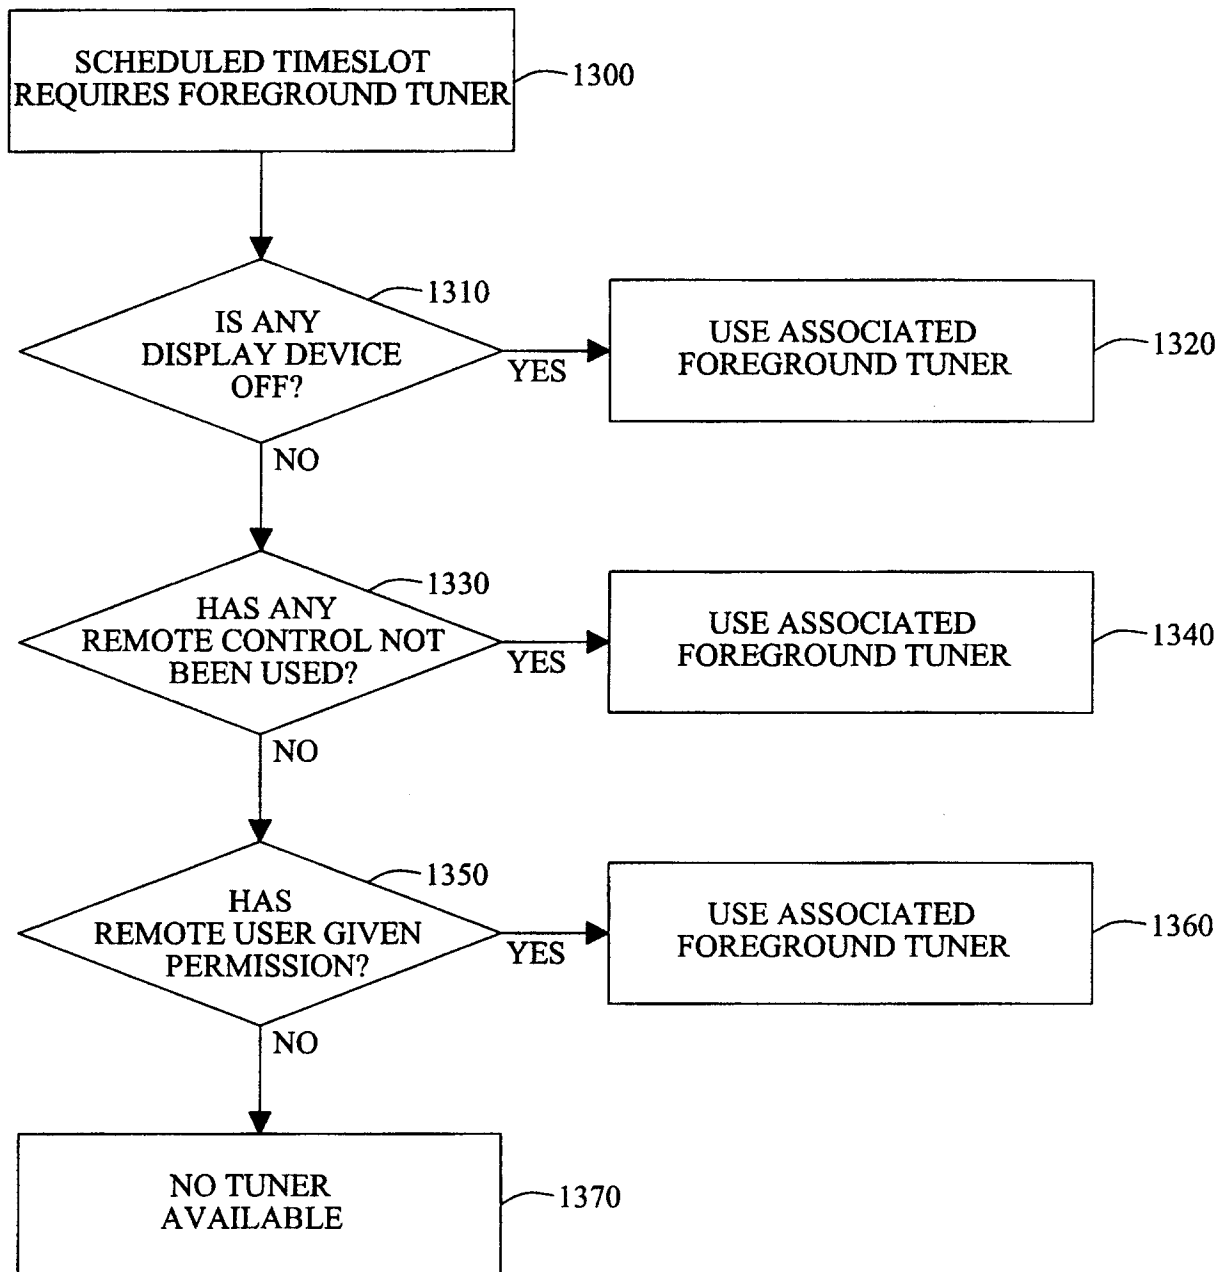 SCHEDULED TIMESLOT
REQUIRES FOREGROUND TUNER
1300
IS ANY
DISPLAY DEVICE
OFF?
1310
YES
NO
USE ASSOCIATED
FOREGROUND TUNER
1320
HAS ANY
REMOTE CONTROL NOT
BEEN USED?
1330
YES
NO
USE ASSOCIATED
FOREGROUND TUNER
1340
HAS
REMOTE USER GIVEN
PERMISSION?
1350
YES
NO
USE ASSOCIATED
FOREGROUND TUNER
1360
NO TUNER
AVAILABLE
1370